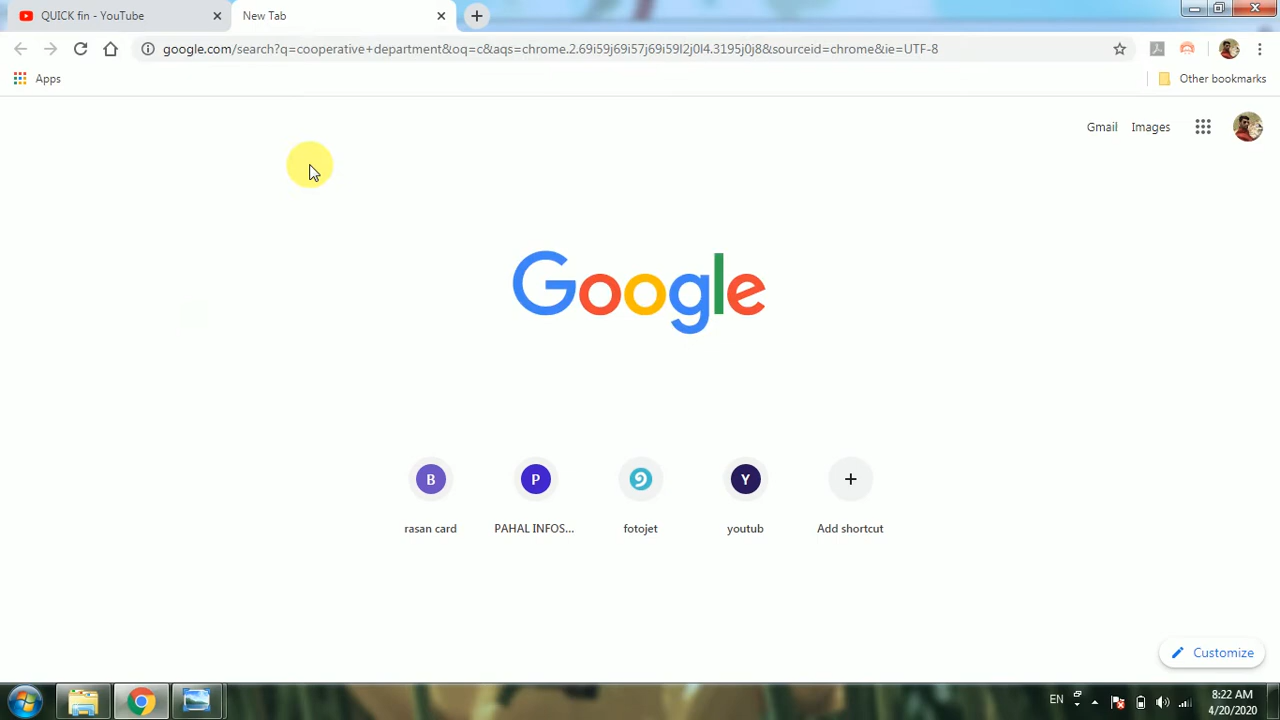 QUICK fin - YouTube
New Tab
google.com/search?q=cooperative+department&oq=c&aqs=chrome.2.69i59j69i57j69i59l2j0l4.3195j0j8&sourceid=chrome&ie=UTF-8
Apps
Other bookmarks
Gmail
Images
Google
B
P
Y
rasan card
PAHAL INFOS...
fotojet
youtub
Add shortcut
Customize
EN
8:22 AM
4/20/2020